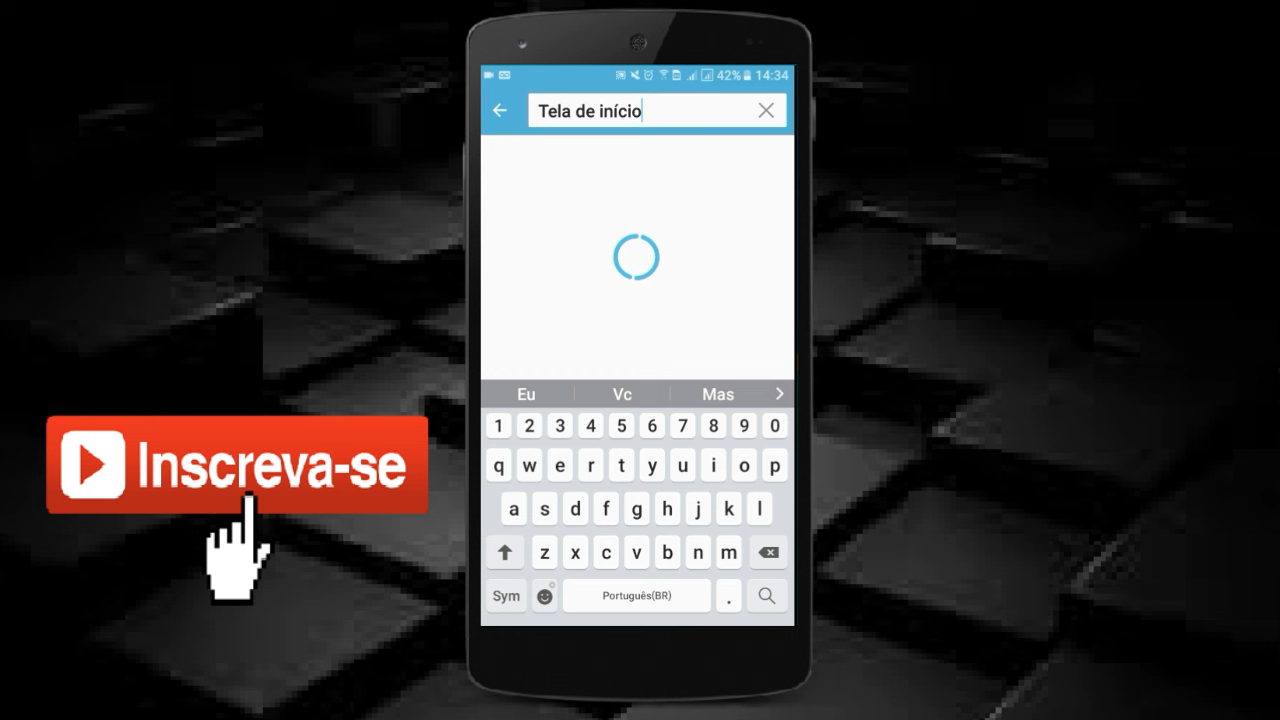 42% 14:34
Tela de início
Eu Vc Mas
1 2 3 4 5 6 7 8 9 0
q w e r t y u i o p
a s d f g h j k l
z x c v b n m
Sym Português(BR) .
Inscreva-se